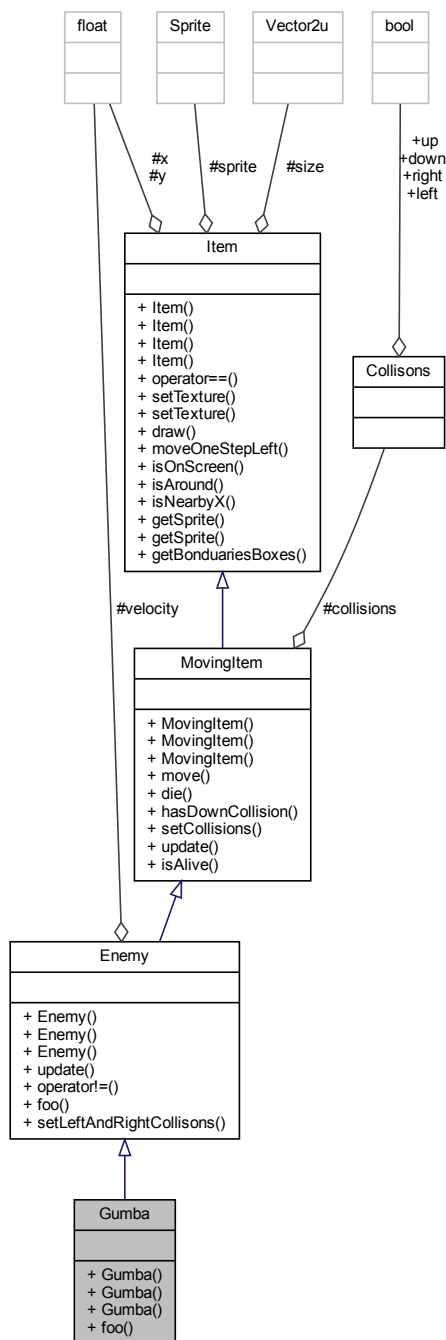 float
Sprite
Vector2u
bool
#x
#y
#sprite
#size
+up
+down
+right
+left
Item
+ Item()
+ Item()
+ Item()
+ Item()
+ operator==()
+ setTexture()
+ setTexture()
+ draw()
+ moveOneStepLeft()
+ isOnScreen()
+ isAround()
+ isNearbyX()
+ getSprite()
+ getSprite()
+ getBonduariesBoxes()
Collisons
#velocity
#collisions
MovingItem
+ MovingItem()
+ MovingItem()
+ MovingItem()
+ move()
+ die()
+ hasDownCollision()
+ setCollisions()
+ update()
+ isAlive()
Enemy
+ Enemy()
+ Enemy()
+ Enemy()
+ update()
+ operator!=()
+ foo()
+ setLeftAndRightCollisons()
Gumba
+ Gumba()
+ Gumba()
+ Gumba()
+ foo()